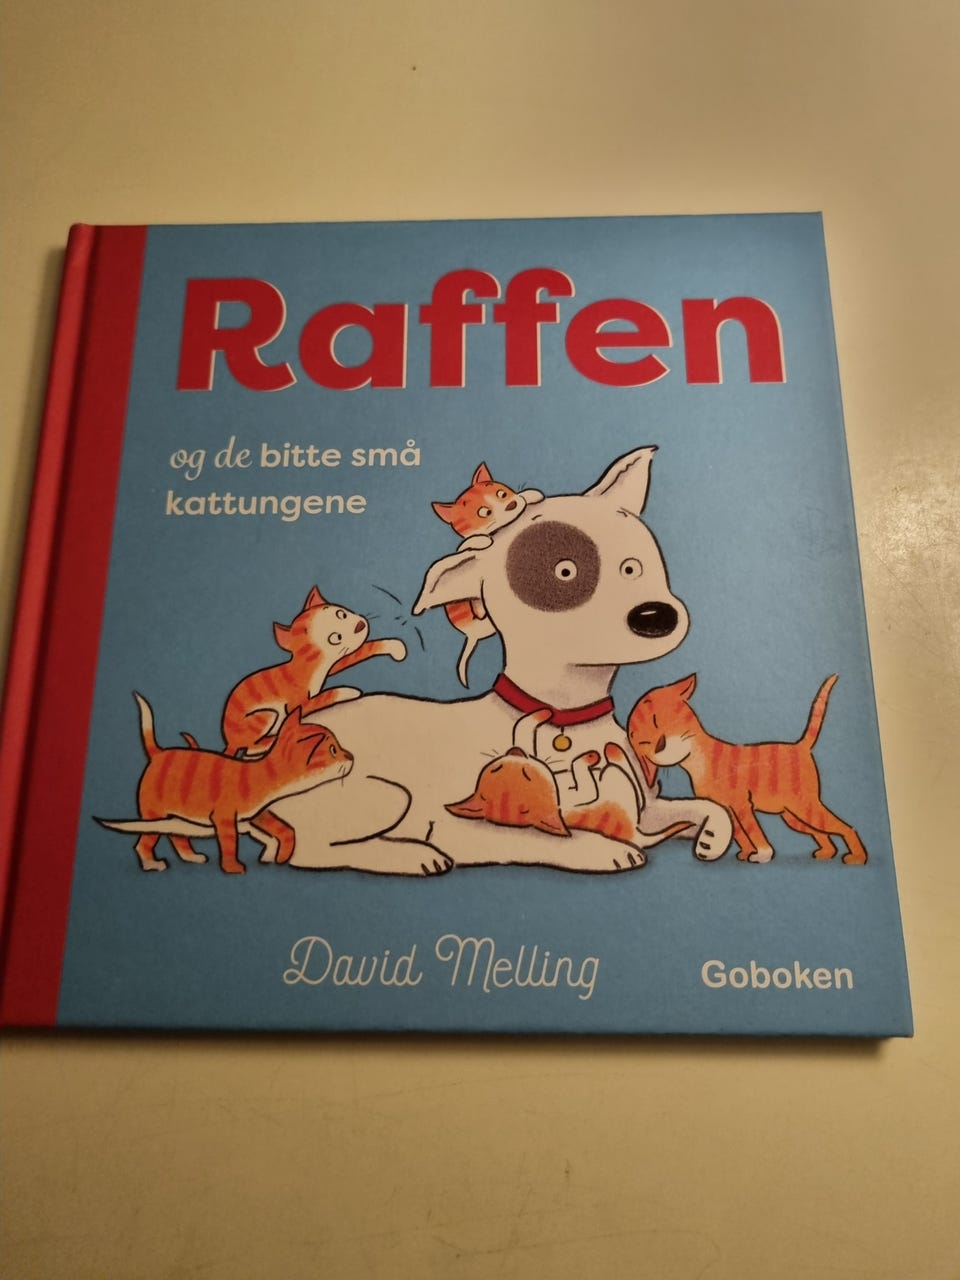 Raffen
og de bitte små
kattungene
David Melling
Goboken